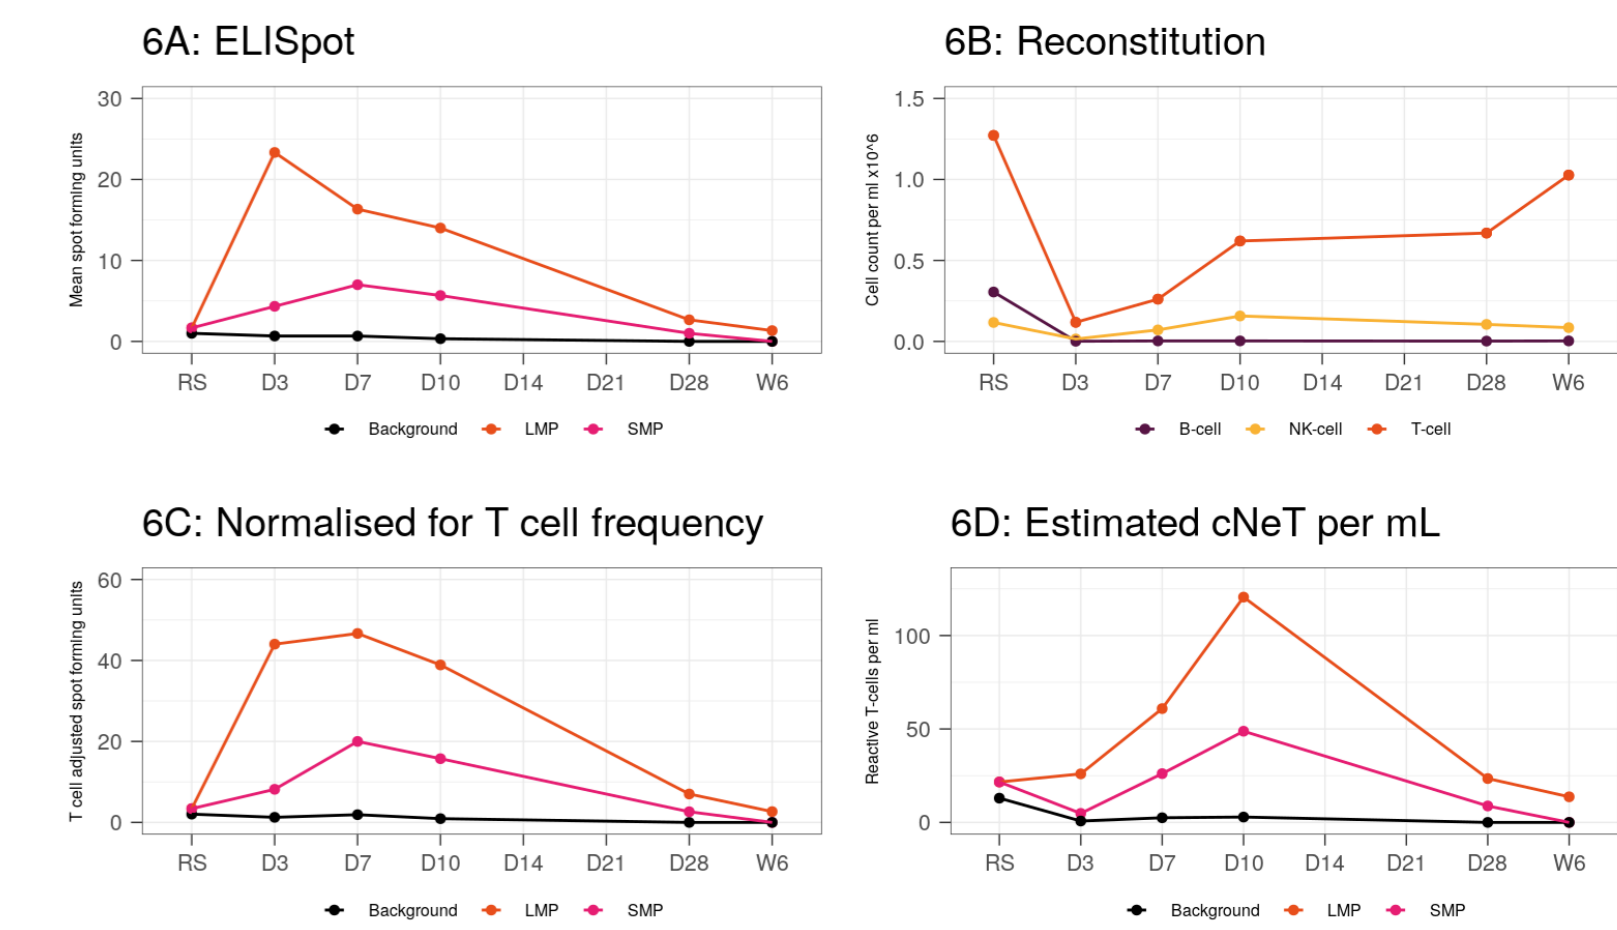 6A: ELISpot
Mean spot forming units
30
20
10
0
RS D3 D7 D10 D14 D21 D28 W6
Background LMP SMP
6B: Reconstitution
Cell count per ml x10^6
1.5
1.0
0.5
0.0
RS D3 D7 D10 D14 D21 D28 W6
B-cell NK-cell T-cell
6C: Normalised for T cell frequency
T cell adjusted spot forming units
60
40
20
0
RS D3 D7 D10 D14 D21 D28 W6
Background LMP SMP
6D: Estimated cNeT per mL
Reactive T-cells per ml
100
50
0
RS D3 D7 D10 D14 D21 D28 W6
Background LMP SMP